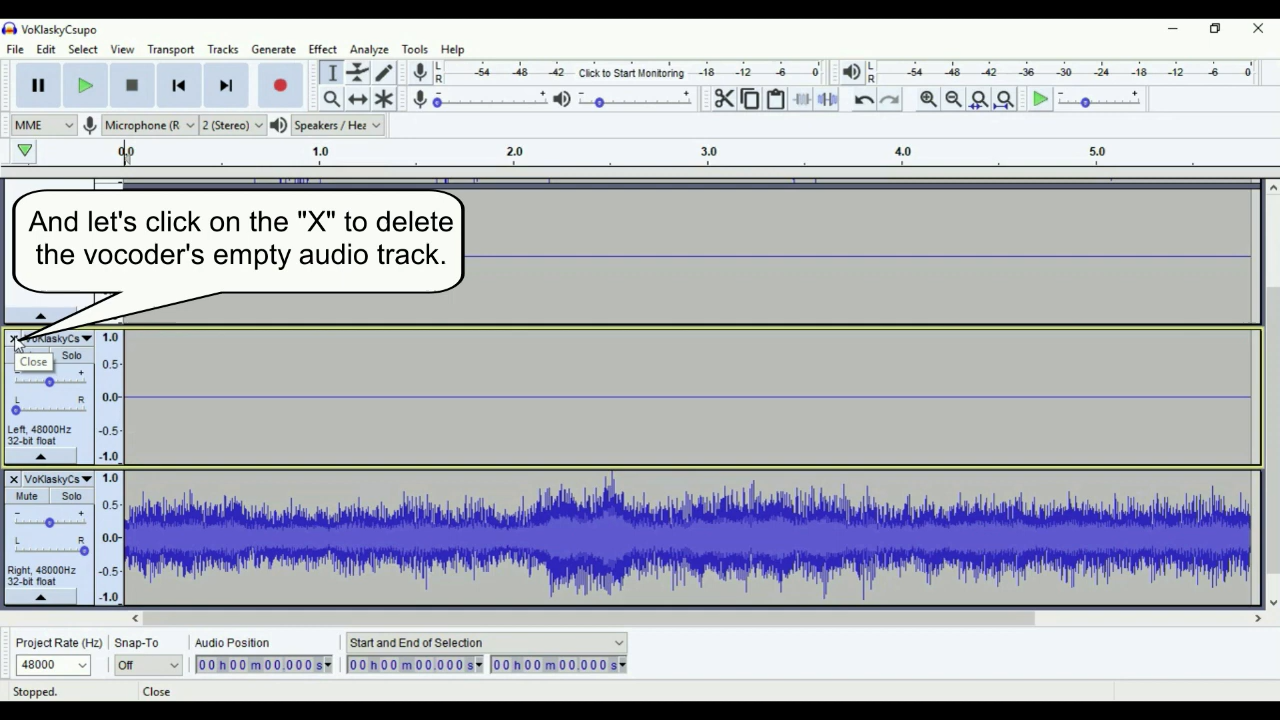 VoKlaskyCsupo
File Edit Select View Transport Tracks Generate Effect Analyze Tools Help
L R -54 -48 -42 Click to Start Monitoring -18 -12 -6 0 L R -54 -48 -42 -36 -30 -24 -18 -12 -6 0
- + - + - +
MME Microphone (R 2 (Stereo) Speakers / Hea
0.0 1.0 2.0 3.0 4.0 5.0
And let's click on the "X" to delete
the vocoder's empty audio track.
VoKlaskyCs 1.0
Solo
Close
0.5
- +
L R 0.0
-0.5
Left, 48000Hz
32-bit float
-1.0
VoKlaskyCs 1.0
Mute Solo 0.5
- +
L R 0.0
Right, 48000Hz -0.5
32-bit float
-1.0
Project Rate (Hz) Snap-To Audio Position Start and End of Selection
48000 Off 00 h 00 m 00.000 s 00 h 00 m 00.000 s 00 h 00 m 00.000 s
Stopped. Close